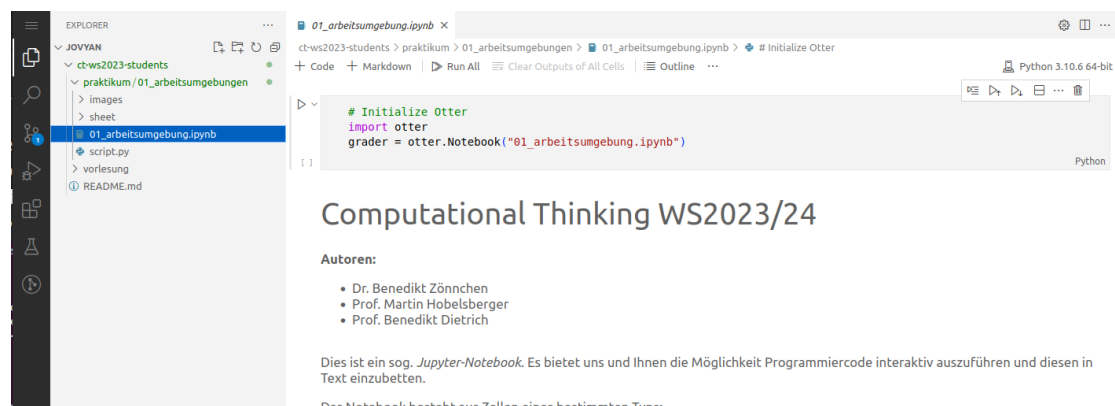 EXPLORER
JOVYAN
ct-ws2023-students
praktikum / 01_arbeitsumgebungen
images
sheet
01_arbeitsumgebung.ipynb
script.py
vorlesung
README.md
1
01_arbeitsumgebung.ipynb
ct-ws2023-students > praktikum > 01_arbeitsumgebungen > 01_arbeitsumgebung.ipynb > # Initialize Otter
+ Code + Markdown Run All Clear Outputs of All Cells Outline ... Python 3.10.6 64-bit
# Initialize Otter
import otter
grader = otter.Notebook("01_arbeitsumgebung.ipynb")
[ ] Python
Computational Thinking WS2023/24
Autoren:
• Dr. Benedikt Zönnchen
• Prof. Martin Hobelsberger
• Prof. Benedikt Dietrich
Dies ist ein sog. Jupyter-Notebook. Es bietet uns und Ihnen die Möglichkeit Programmiercode interaktiv auszuführen und diesen in
Text einzubetten.